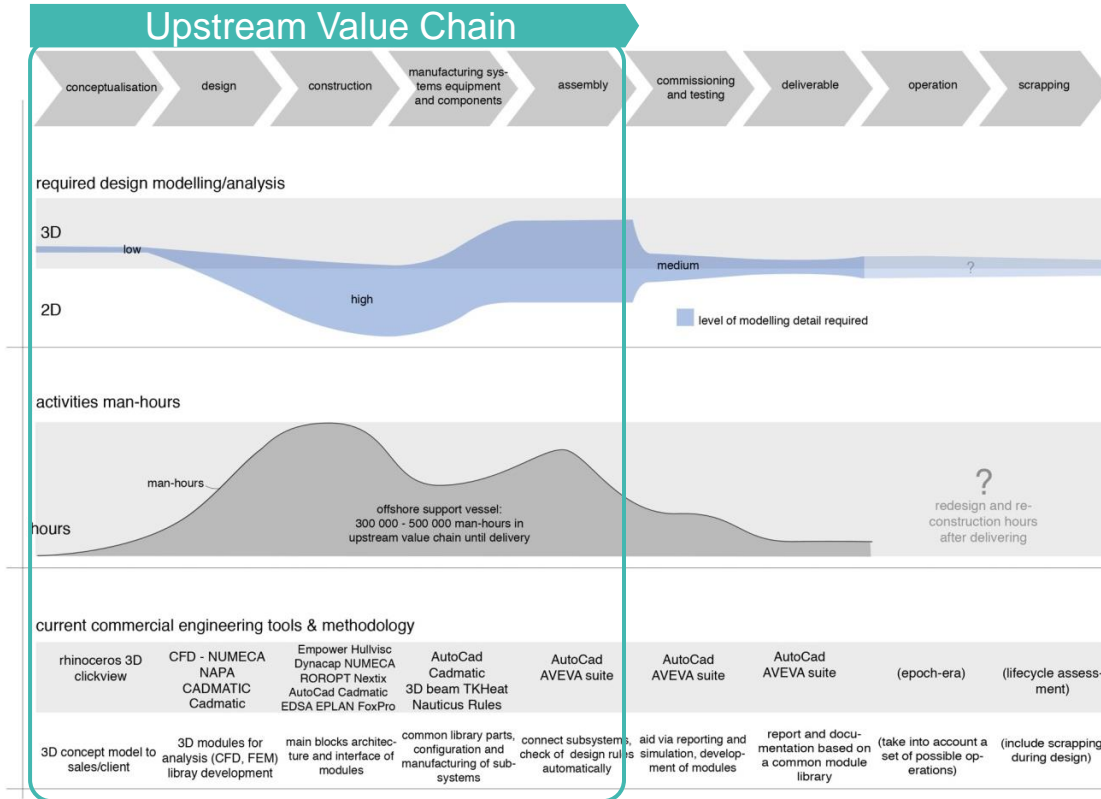 Upstream Value Chain
conceptualisation
design
construction
manufacturing sys-
tems equipment
and components
assembly
commissioning
and testing
deliverable
operation
scrapping
required design modelling/analysis
3D
low
2D
high
medium
?
level of modelling detail required
activities man-hours
man-hours
hours
offshore support vessel:
300 000 - 500 000 man-hours in
upstream value chain until delivery
?
redesign and re-
construction hours
after delivering
current commercial engineering tools & methodology
rhinoceros 3D
clickview
CFD - NUMECA
NAPA
CADMATIC
Cadmatic
Empower Hullvisc
Dynacap NUMECA
ROROPT Nextix
AutoCad Cadmatic
EDSA EPLAN FoxPro
AutoCad
Cadmatic
3D beam TKHeat
Nauticus Rules
AutoCad
AVEVA suite
AutoCad
AVEVA suite
AutoCad
AVEVA suite
(epoch-era)
(lifecycle assess-
ment)
3D concept model to
sales/client
3D modules for
analysis (CFD, FEM)
libray development
main blocks architec-
ture and interface of
modules
common library parts,
configuration and
manufacturing of sub-
systems
connect subsystems,
check of design rules
automatically
aid via reporting and
simulation, develop-
ment of modules
report and docu-
mentation based on
a common module
library
(take into account a
set of possible op-
erations)
(include scrapping
during design)